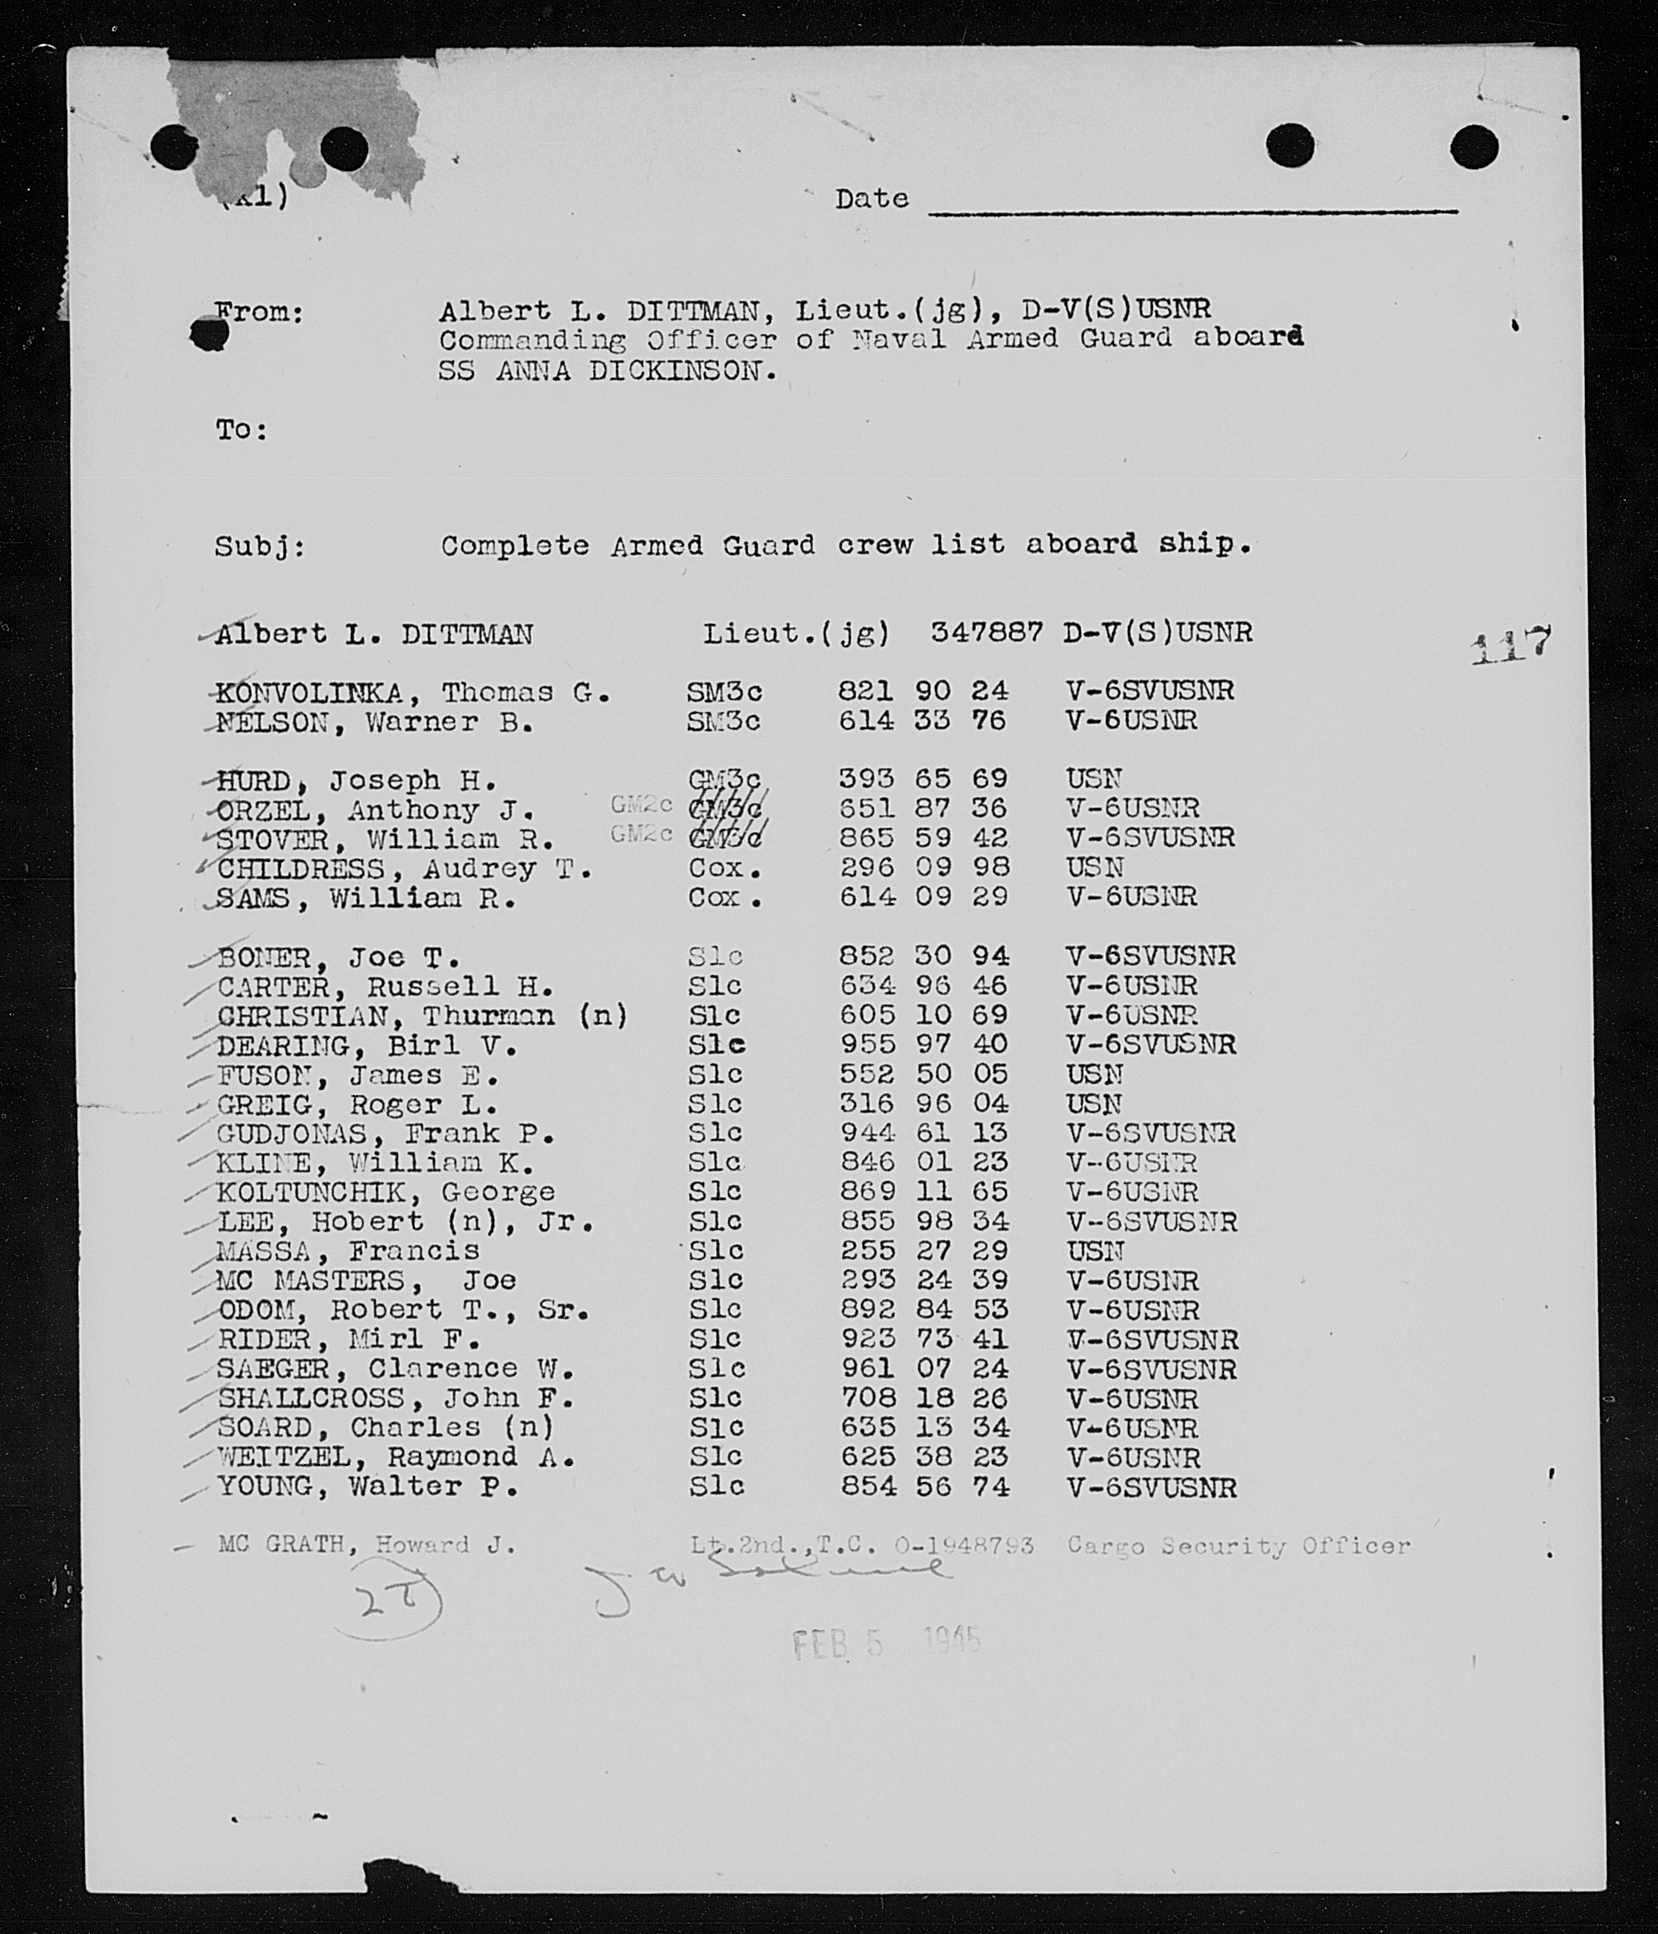 Date
From: Albert L. DITTMAN, Lieut.(jg), D-V(S)USNR
Commanding Officer of Naval Armed Guard aboard
SS ANNA DICKINSON.
To:
Subj: Complete Armed Guard crew list aboard ship.
Albert L. DITTMAN Lieut.(jg) 347887 D-V(S)USNR
117
KONVOLINKA, Thomas G. SM3c 821 90 24 V-6SVUSNR
NELSON, Warner B. SM3c 614 33 76 V-6USNR
HURD, Joseph H. GM3c 393 65 69 USN
ORZEL, Anthony J. GM2c GM3c 651 87 36 V-6USNR
STOVER, William R. GM2c GM3c 865 59 42 V-6SVUSNR
CHILDRESS, Audrey T. Cox. 296 09 98 USN
SAMS, William R. Cox. 614 09 29 V-6USNR
BONER, Joe T. S1c 852 30 94 V-6SVUSNR
CARTER, Russell H. S1c 634 96 46 V-6USNR
CHRISTIAN, Thurman (n) S1c 605 10 69 V-6USNR
DEARING, Birl V. S1c 955 97 40 V-6SVUSNR
FUSON, James E. S1c 552 50 05 USN
GREIG, Roger L. S1c 316 96 04 USN
GUDJONAS, Frank P. S1c 944 61 13 V-6SVUSNR
KLINE, William K. S1c 846 01 23 V-6USNR
KOLTUNCHIK, George S1c 869 11 65 V-6USNR
LEE, Hobert (n), Jr. S1c 855 98 34 V-6SVUSNR
MASSA, Francis S1c 255 27 29 USN
MC MASTERS, Joe S1c 293 24 39 V-6USNR
ODOM, Robert T., Sr. S1c 892 84 53 V-6USNR
RIDER, Mirl F. S1c 923 73 41 V-6SVUSNR
SAEGER, Clarence W. S1c 961 07 24 V-6SVUSNR
SHALLCROSS, John F. S1c 708 18 26 V-6USNR
SOARD, Charles (n) S1c 635 13 34 V-6USNR
WEITZEL, Raymond A. S1c 625 38 23 V-6USNR
YOUNG, Walter P. S1c 854 56 74 V-6SVUSNR
MC GRATH, Howard J. Lt.2nd.,T.C. O-1948793 Cargo Security Officer
FEB 5 1945